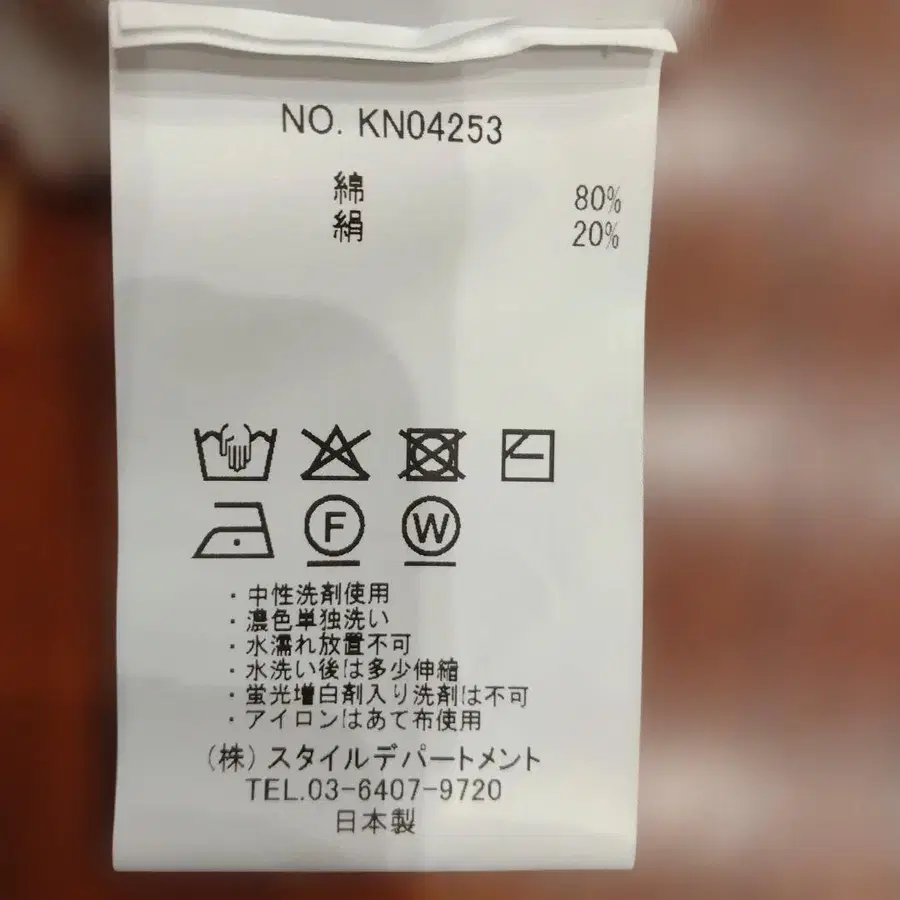 NO. KN04253
綿 80%
絹 20%
F W
・中性洗剤使用
・濃色単独洗い
・水濡れ放置不可
・水洗い後は多少伸縮
・蛍光増白剤入り洗剤は不可
・アイロンはあて布使用
(株)スタイルデパートメント
TEL.03-6407-9720
日本製